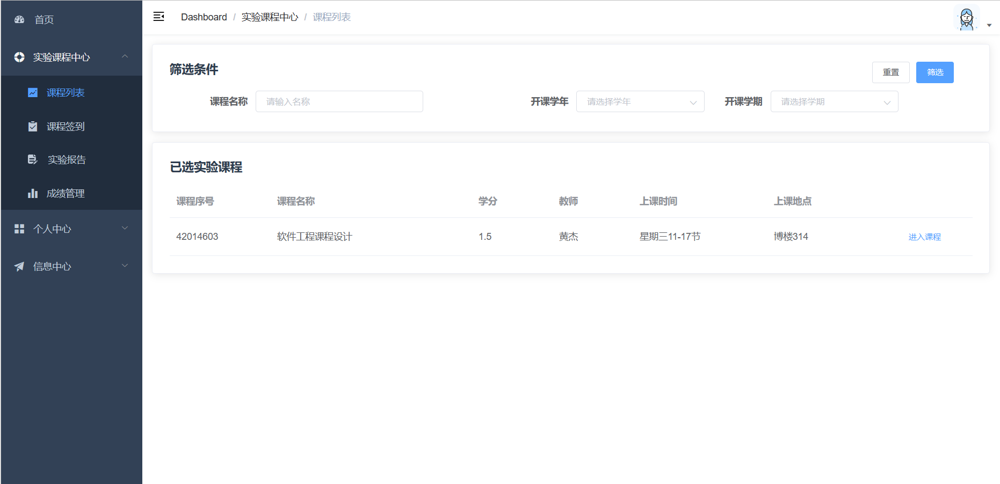 首页
实验课程中心
课程列表
课程签到
实验报告
成绩管理
个人中心
信息中心
Dashboard / 实验课程中心 / 课程列表
筛选条件
重置 筛选
课程名称 请输入名称 开课学年 请选择学年 开课学期 请选择学期
已选实验课程
课程序号 课程名称 学分 教师 上课时间 上课地点
42014603 软件工程课程设计 1.5 黄杰 星期三11-17节 博楼314 进入课程